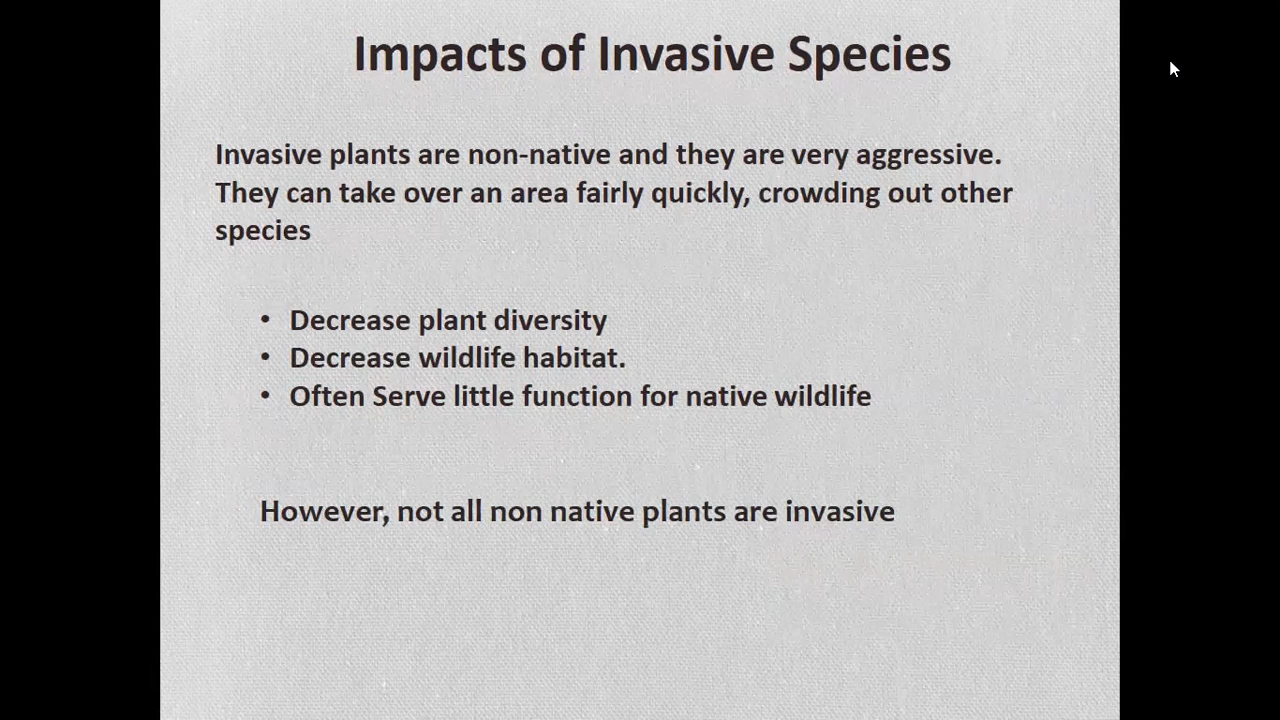 Impacts of Invasive Species
Invasive plants are non-native and they are very aggressive.
They can take over an area fairly quickly, crowding out other
species
• Decrease plant diversity
• Decrease wildlife habitat.
• Often Serve little function for native wildlife
However, not all non native plants are invasive